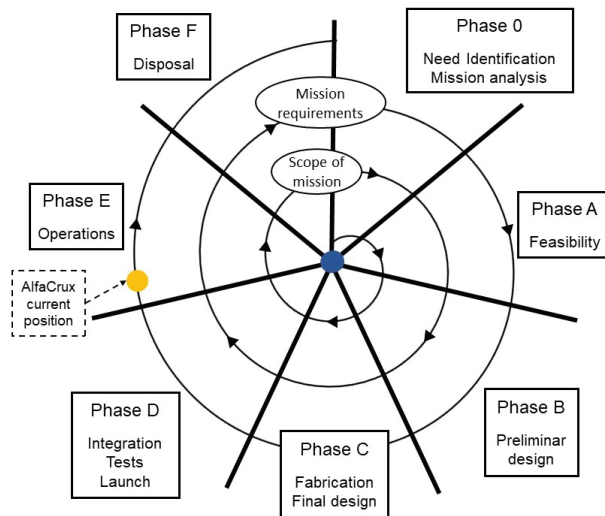 Phase F
Disposal
Phase 0
Need Identification
Mission analysis
Mission
requirements
Scope of
mission
Phase E
Operations
Phase A
Feasibility
AlfaCrux
current
position
Phase D
Integration
Tests
Launch
Phase C
Fabrication
Final design
Phase B
Preliminar
design